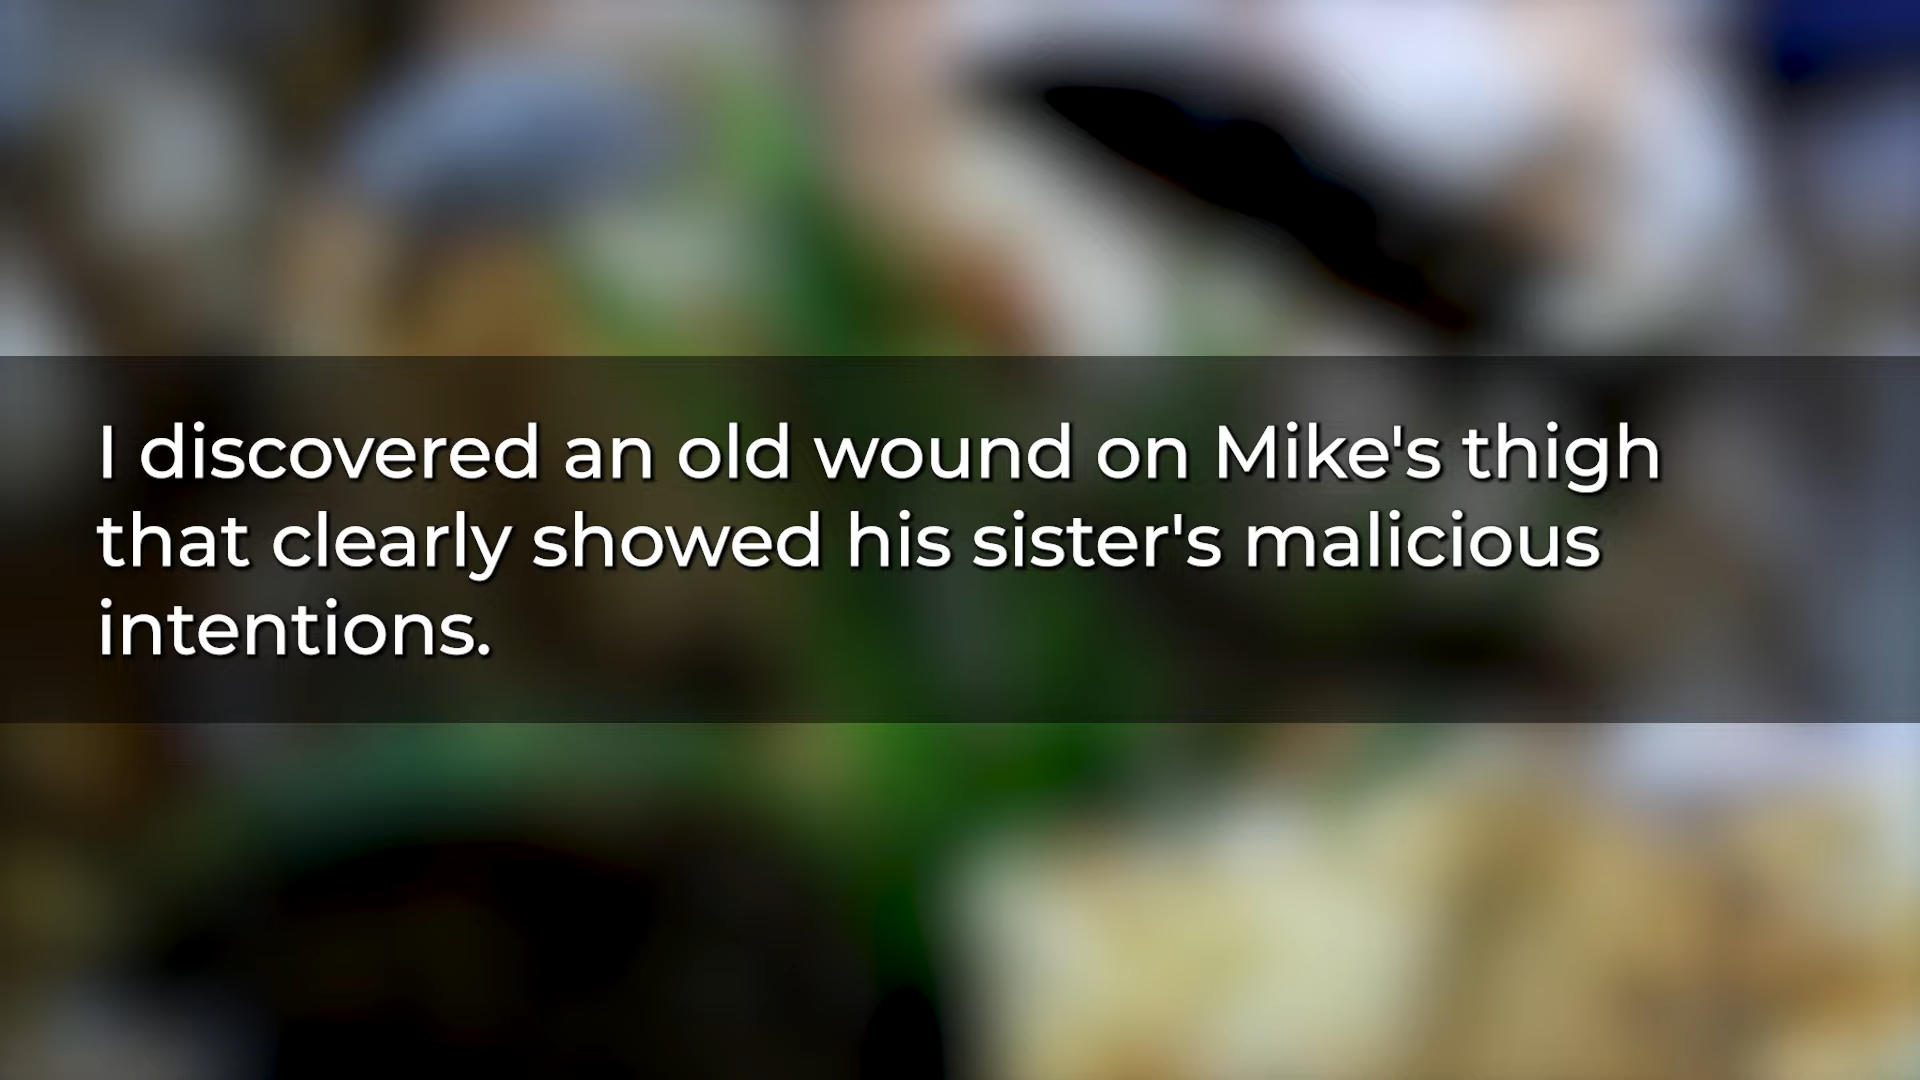 I discovered an old wound on Mike's thigh
that clearly showed his sister's malicious
intentions.